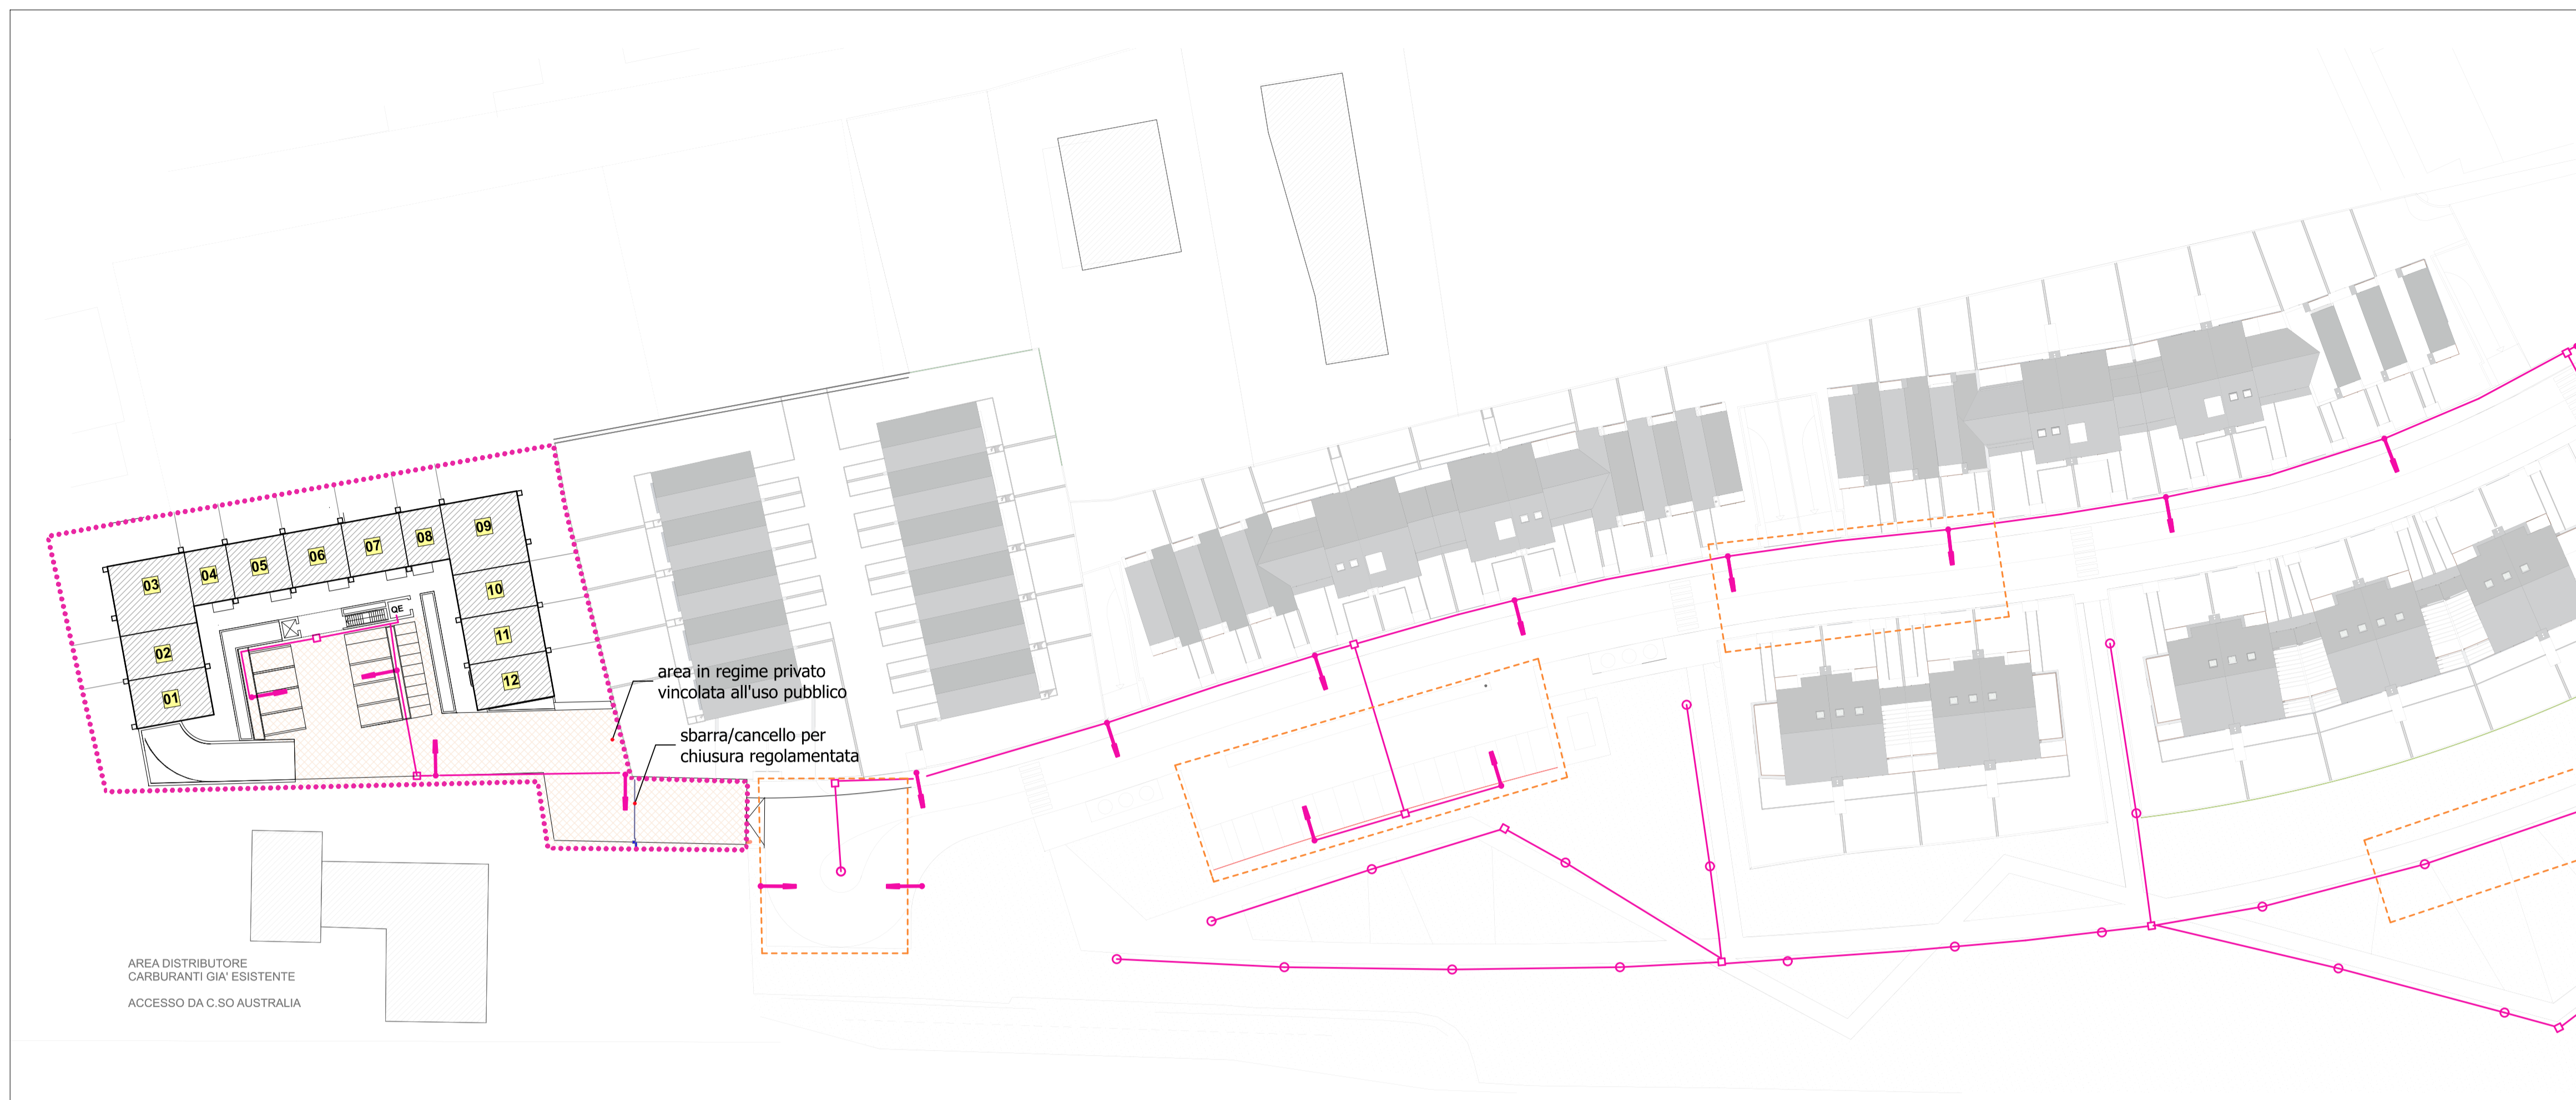 09
08
07
06
05
04
03
10
QE
11
02
12
01
area in regime privato
vincolata all'uso pubblico
sbarra/cancello per
chiusura regolamentata
AREA DISTRIBUTORE
CARBURANTI GIA' ESISTENTE
ACCESSO DA C.SO AUSTRALIA